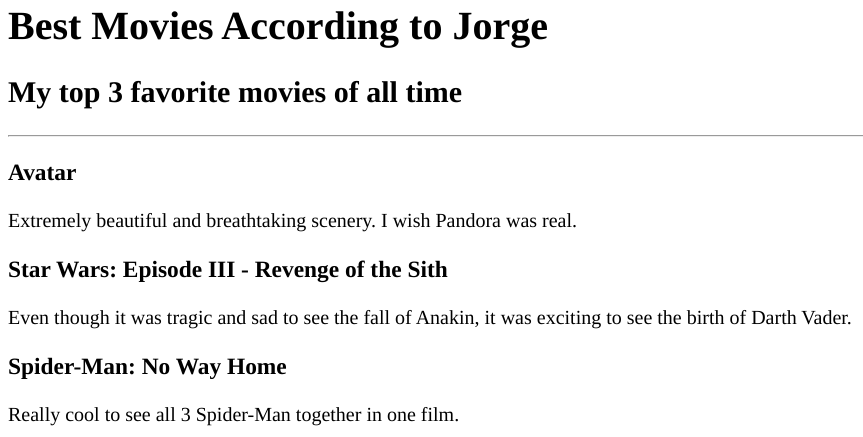 Best Movies According to Jorge
My top 3 favorite movies of all time
Avatar
Extremely beautiful and breathtaking scenery. I wish Pandora was real.
Star Wars: Episode III - Revenge of the Sith
Even though it was tragic and sad to see the fall of Anakin, it was exciting to see the birth of Darth Vader.
Spider-Man: No Way Home
Really cool to see all 3 Spider-Man together in one film.